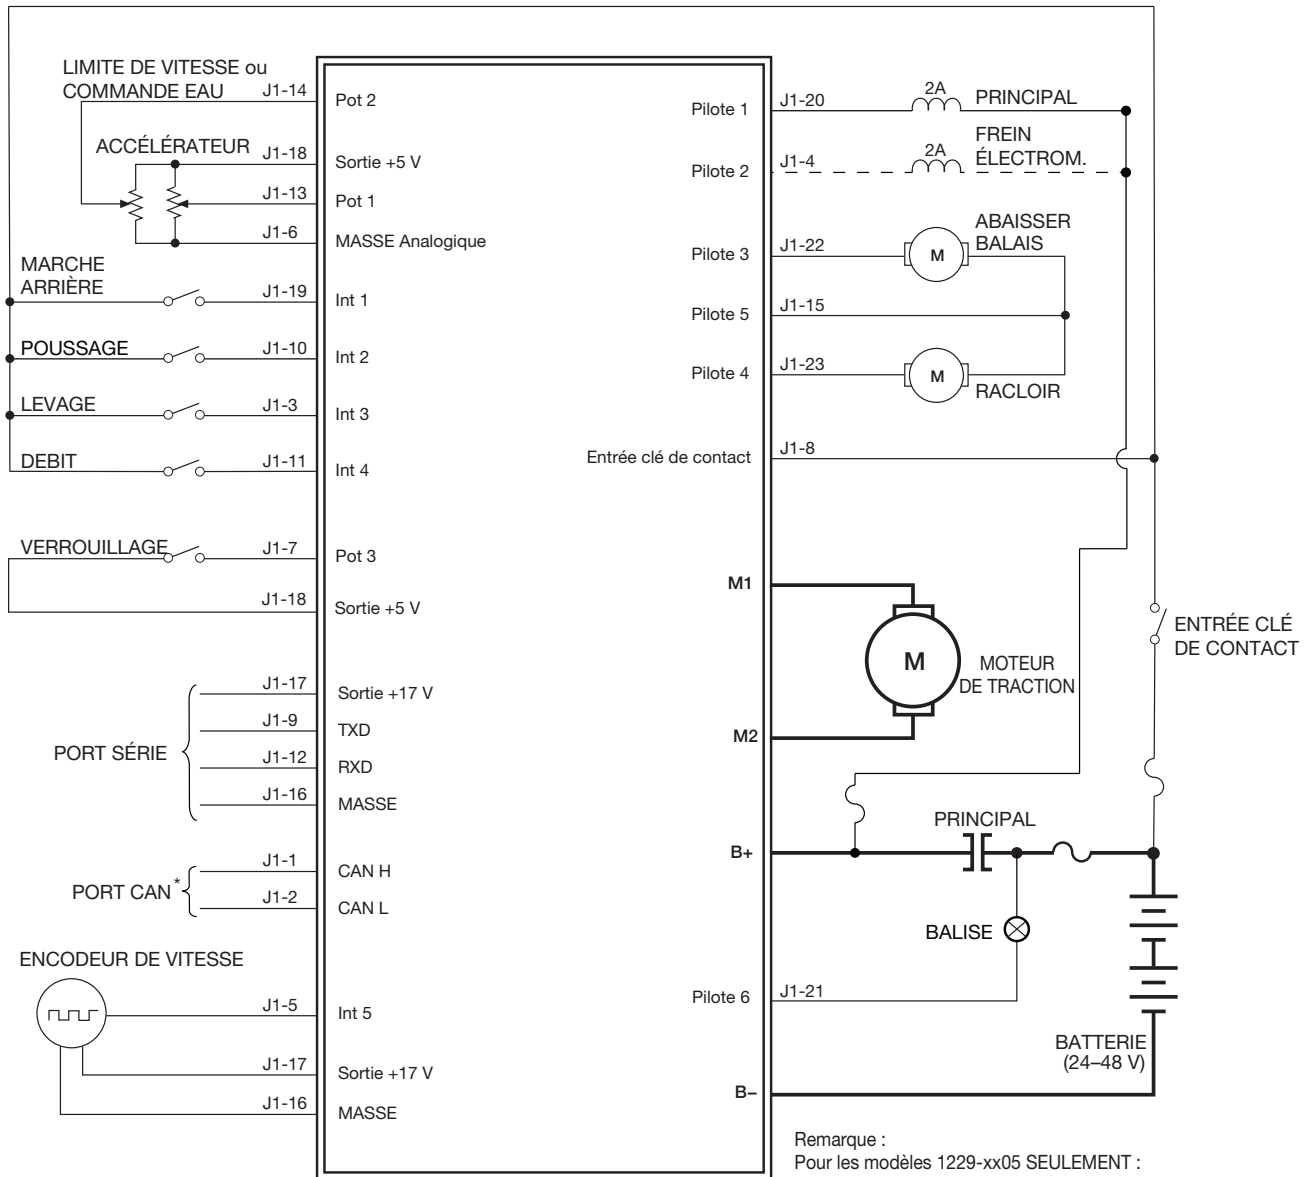 LIMITE DE VITESSE ou
COMMANDE EAU
J1-14
Pot 2
ACCÉLÉRATEUR
J1-18
Sortie +5 V
J1-13
Pot 1
J1-6
MASSE Analogique
MARCHE
ARRIÈRE
J1-19
Int 1
POUSSAGE
J1-10
Int 2
LEVAGE
J1-3
Int 3
DEBIT
J1-11
Int 4
VERROUILLAGE
J1-7
Pot 3
J1-18
Sortie +5 V
PORT SÉRIE
J1-17
Sortie +17 V
J1-9
TXD
J1-12
RXD
J1-16
MASSE
PORT CAN *
J1-1
CAN H
J1-2
CAN L
ENCODEUR DE VITESSE
J1-5
Int 5
J1-17
Sortie +17 V
J1-16
MASSE
Pilote 1
J1-20
2A
PRINCIPAL
Pilote 2
J1-4
2A
FREIN
ÉLECTROM.
Pilote 3
J1-22
M
ABAISSER
BALAIS
Pilote 5
J1-15
Pilote 4
J1-23
M
RACLOIR
Entrée clé de contact
J1-8
ENTRÉE CLÉ
DE CONTACT
M1
M
MOTEUR
DE TRACTION
M2
PRINCIPAL
B+
BALISE
Pilote 6
J1-21
BATTERIE
(24–48 V)
B–
Remarque :
Pour les modèles 1229-xx05 SEULEMENT :